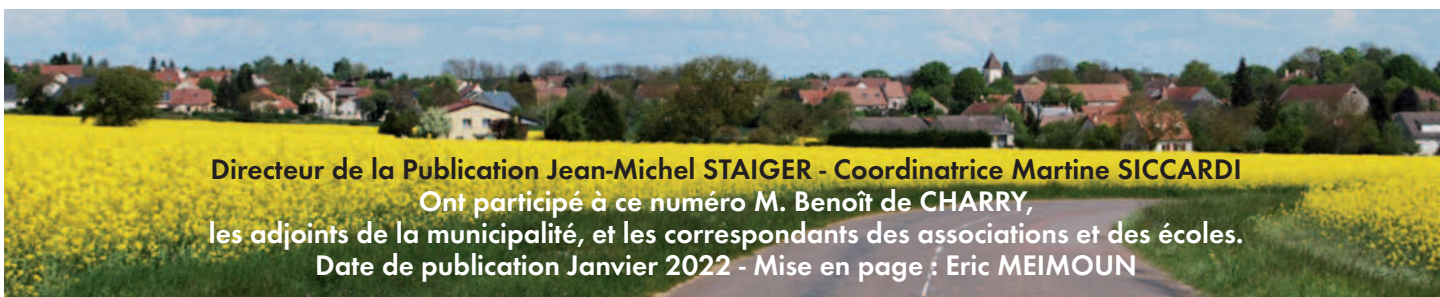 Directeur de la Publication Jean-Michel STAIGER - Coordinatrice Martine SICCARDI
Ont participé à ce numéro M. Benoît de CHARRY,
les adjoints de la municipalité, et les correspondants des associations et des écoles.
Date de publication Janvier 2022 - Mise en page : Eric MEIMOUN